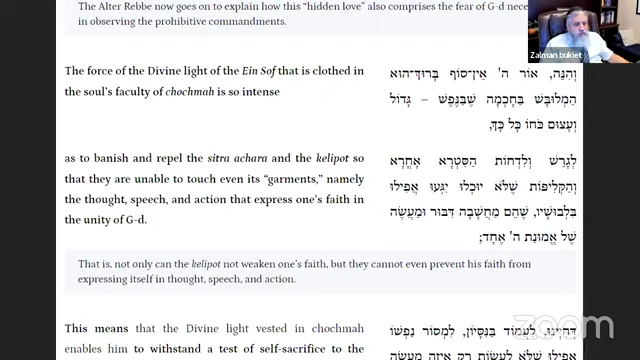 The Alter Rebbe now goes on to explain how this “hidden love” also comprises the fear of G-d nece
in observing the prohibitive commandments.
Zalman bukiet
The force of the Divine light of the Ein Sof that is clothed in
the soul’s faculty of chochmah is so intense
וְהִנֵּה, אוֹר ה' אֵין־סוֹף בָּרוּךְ־הוּא
הַמְלוּבָּשׁ בַּחָכְמָה שֶׁבַּנֶּפֶשׁ – גָּדוֹל
וְעָצוּם כֹּחוֹ כָּל כָּךְ,
as to banish and repel the sitra achara and the kelipot so
that they are unable to touch even its “garments,” namely
the thought, speech, and action that express one’s faith in
the unity of G-d.
לְגָרֵשׁ וְלִדְחוֹת הַסִּטְרָא אָחֳרָא
וְהַקְּלִיפּוֹת שֶׁלֹּא יוּכְלוּ יִגְּעוּ אֲפִילּוּ
בִּלְבוּשָׁיו, שֶׁהֵם מַחֲשָׁבָה דִּבּוּר וּמַעֲשֶׂה
שֶׁל אֱמוּנַת ה' אֶחָד;
That is, not only can the kelipot not weaken one’s faith, but they cannot even prevent his faith from
expressing itself in thought, speech, and action.
This means that the Divine light vested in chochmah
enables him to withstand a test of self-sacrifice to the
דְּהַיְינוּ, לַעֲמוֹד בְּנִסָּיוֹן, לִמְסוֹר נַפְשׁוֹ
אֲפִילּוּ שֶׁלֹּא לַעֲשׂוֹת רַק אֵיזֶה מַעֲשֶׂה
zoom